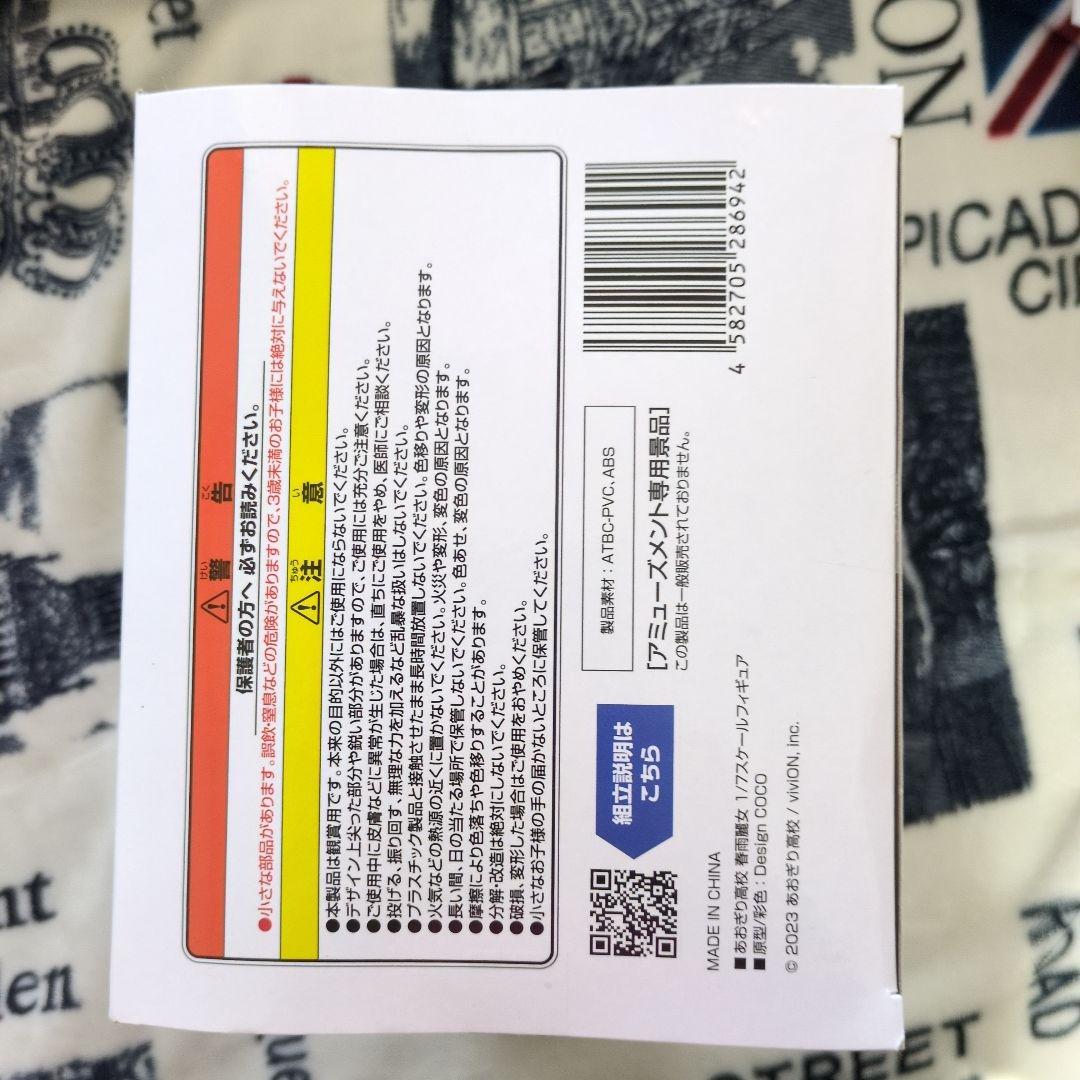 警告
けいこく
保護者の方へ 必ずお読みください。
●小さな部品があります。誤飲・窒息などの危険がありますので、3歳未満のお子様には絶対に与えないでください。
注意
ちゅうい
●本製品は観賞用です。本来の目的以外にはご使用にならないでください。
●デザイン上尖った部分や鋭い部分がありますので、ご使用には充分ご注意ください。
●ご使用中に皮膚などに異常が生じた場合は、直ちにご使用をやめ、医師にご相談ください。
●投げる、振り回す、無理な力を加えるなど乱暴な扱いはしないでください。
●プラスチック製品と接触させたまま長時間放置しないでください。色移りや変形の原因となります。
●火気などの熱源の近くに置かないでください。火災や変形、変色の原因となります。
●長い間、日の当たる場所で保管しないでください。色あせ、変色の原因となります。
●摩擦により色落ちや色移りすることがあります。
●分解・改造は絶対にしないでください。
●破損、変形した場合はご使用をおやめください。
●小さなお子様の手の届かないところに保管してください。
組立説明は
こちら
製品素材：ATBC-PVC、ABS
[アミューズメント専用景品]
この製品は一般販売されておりません。
4 582705 286942
MADE IN CHINA
■あおぎり高校 春雨麗女 1/7スケールフィギュア
■原型/彩色：Design COCO
© 2023 あおぎり高校 / viviON, inc.
ON
PICAD
CI
STREET